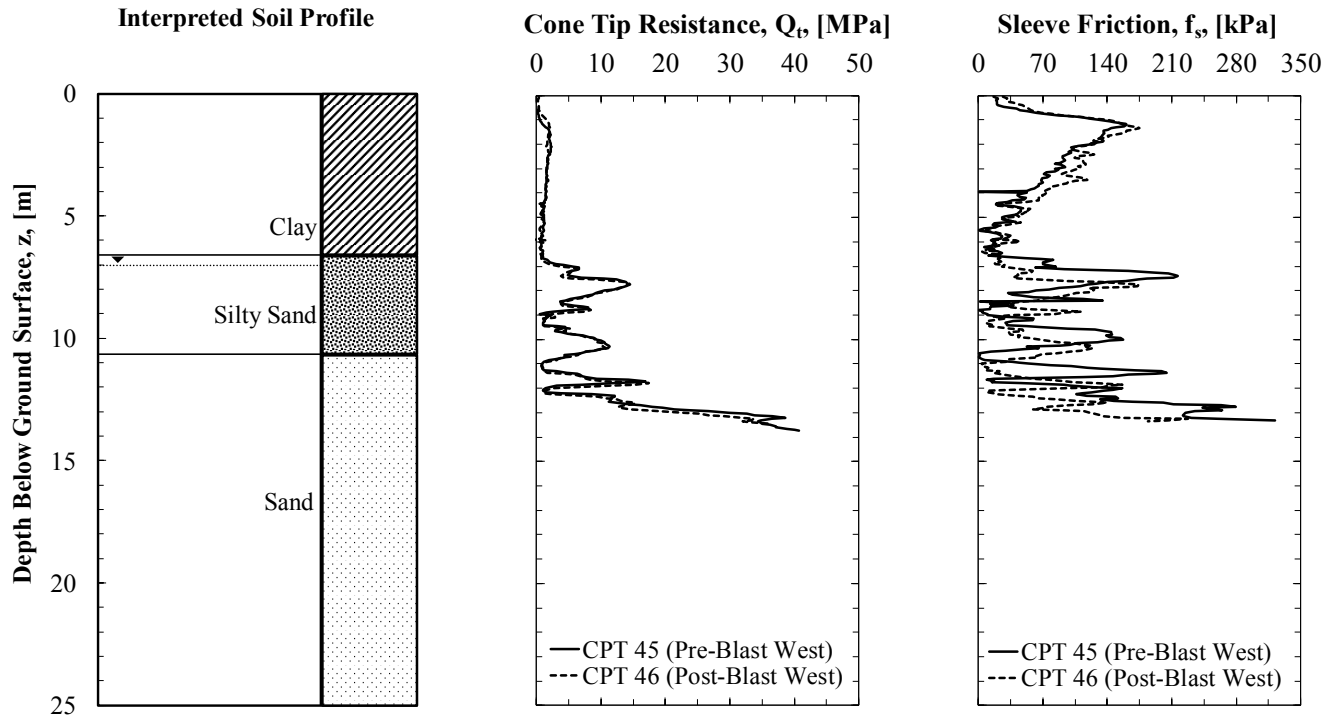 Interpreted Soil Profile
Depth Below Ground Surface, z, [m]
0
5
10
15
20
25
Clay
Silty Sand
Sand
Cone Tip Resistance, Qt, [MPa]
0 10 20 30 40 50
CPT 45 (Pre-Blast West)
CPT 46 (Post-Blast West)
Sleeve Friction, fs, [kPa]
0 70 140 210 280 350
CPT 45 (Pre-Blast West)
CPT 46 (Post-Blast West)